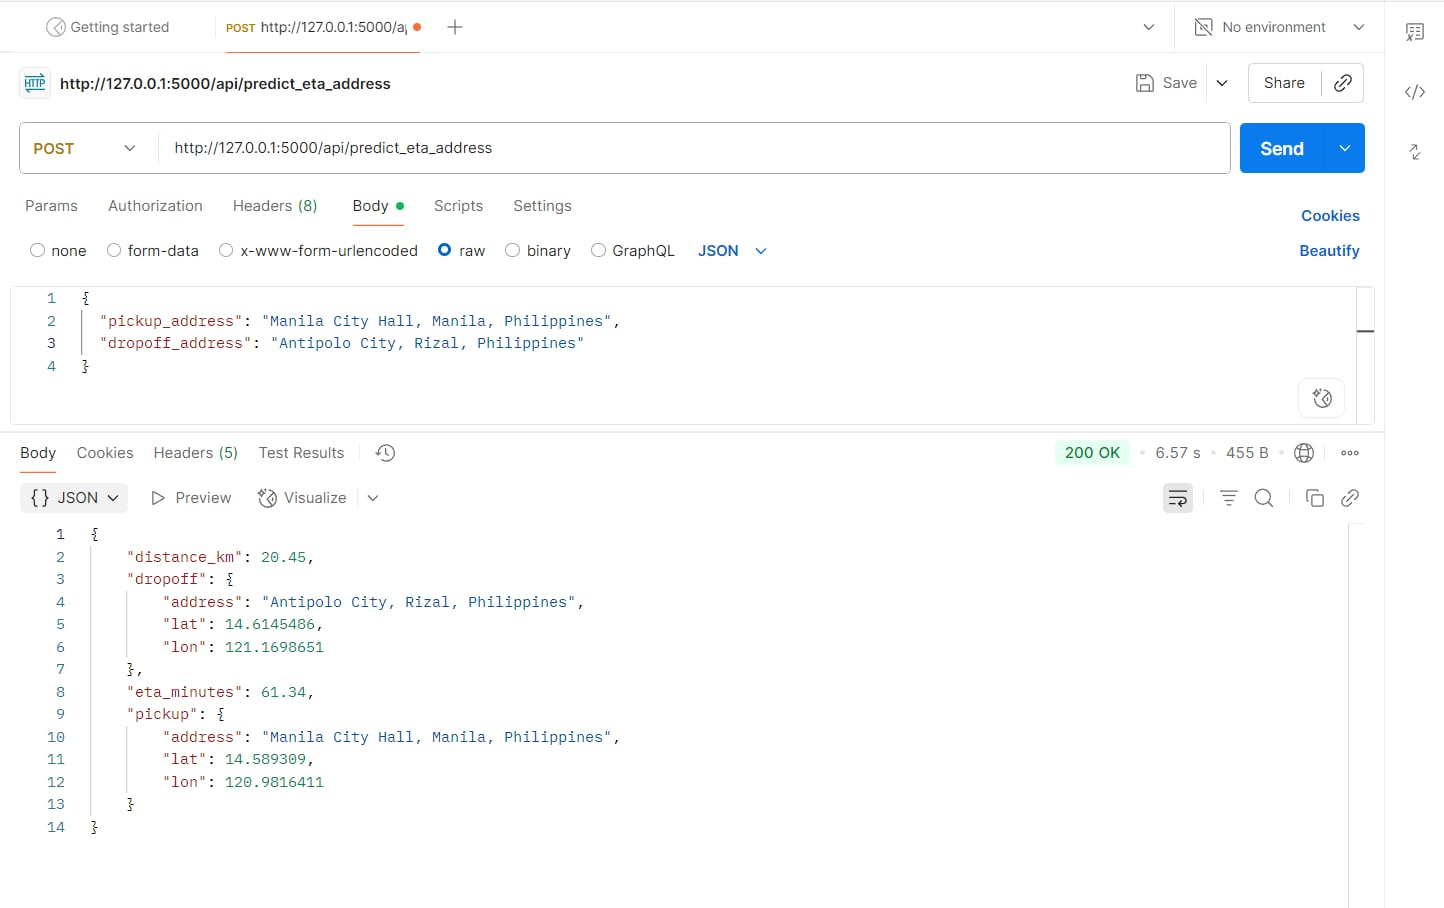 Getting started
POST http://127.0.0.1:5000/a
No environment
HTTP http://127.0.0.1:5000/api/predict_eta_address
Save
Share
POST http://127.0.0.1:5000/api/predict_eta_address
Send
Params Authorization Headers (8) Body Scripts Settings
Cookies
none form-data x-www-form-urlencoded raw binary GraphQL JSON
Beautify
1 {
2 "pickup_address": "Manila City Hall, Manila, Philippines",
3 "dropoff_address": "Antipolo City, Rizal, Philippines"
4 }
Body Cookies Headers (5) Test Results
200 OK • 6.57 s • 455 B
{} JSON Preview Visualize
1 {
2 "distance_km": 20.45,
3 "dropoff": {
4 "address": "Antipolo City, Rizal, Philippines",
5 "lat": 14.6145486,
6 "lon": 121.1698651
7 },
8 "eta_minutes": 61.34,
9 "pickup": {
10 "address": "Manila City Hall, Manila, Philippines",
11 "lat": 14.589309,
12 "lon": 120.9816411
13 }
14 }